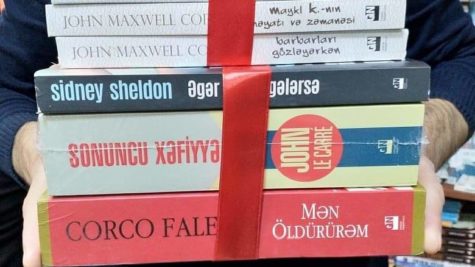 JOHN MAXWELL CO
maykl k.-nın
həyatı və zəmanəsi
JOHN MAXWELL CO
barbarları
gözləyərkən
sidney sheldon Əgər gələrsə
SONUNCU XƏFİYYƏ
JOHN
LE CARRE
CORCO FALE
MƏN
ÖLDÜRÜRƏM